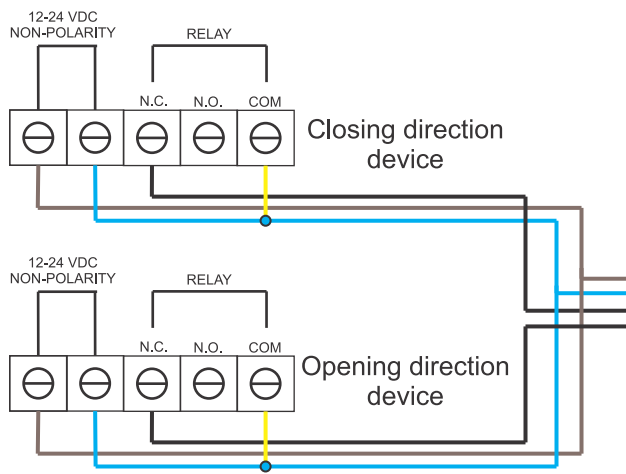 12-24 VDC
NON-POLARITY
RELAY
N.C. N.O. COM
Closing direction
device
12-24 VDC
NON-POLARITY
RELAY
N.C. N.O. COM
Opening direction
device